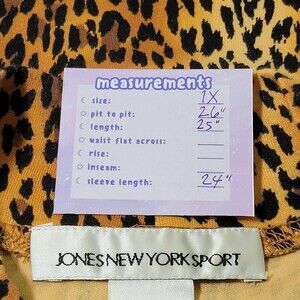 measurements
size: 1X
pit to pit: 26"
length: 25"
waist flat across:
rise:
inseam:
sleeve length: 24"
JONES NEW YORK SPORT